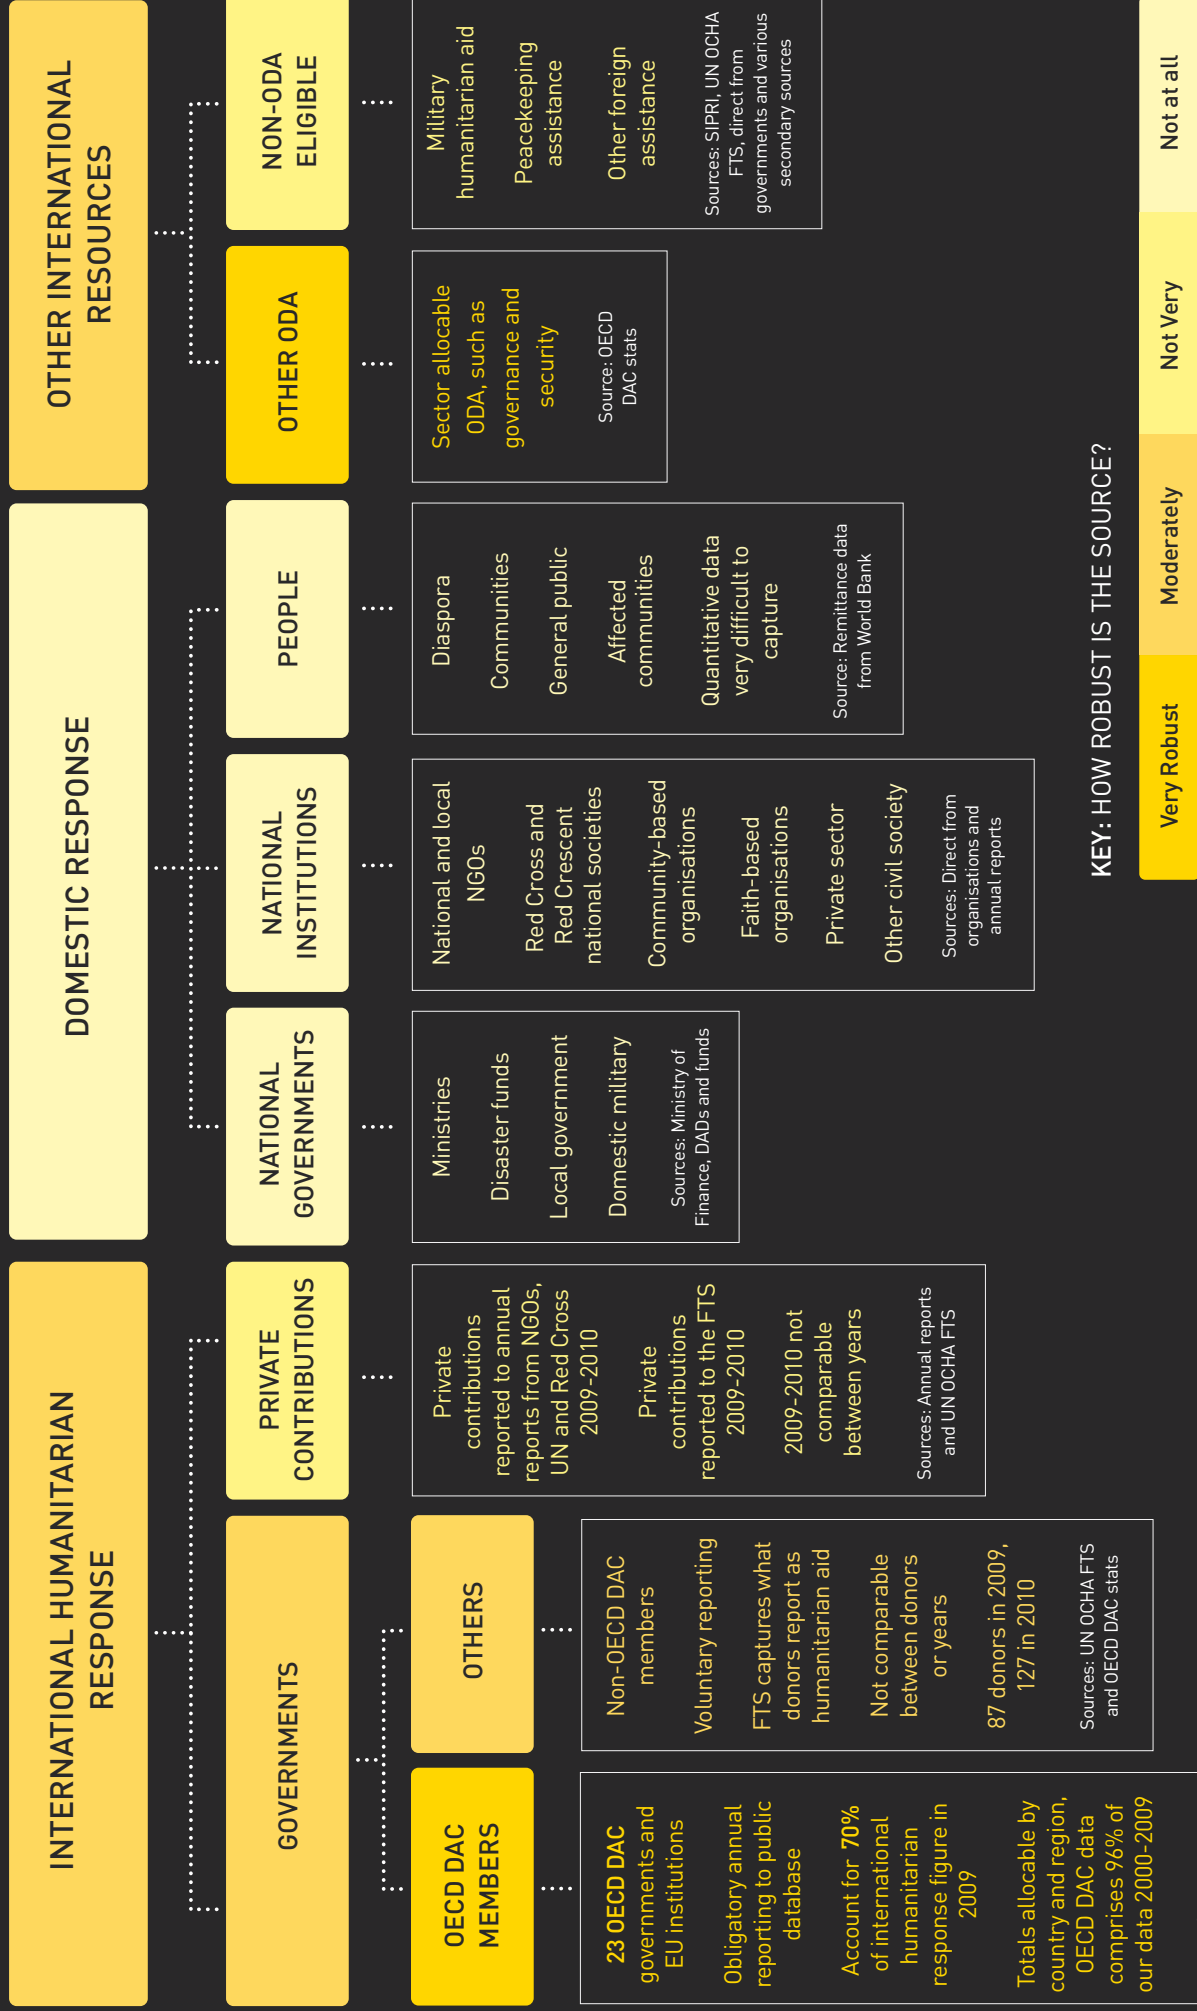 INTERNATIONAL HUMANITARIAN
RESPONSE
DOMESTIC RESPONSE
OTHER INTERNATIONAL
RESOURCES
GOVERNMENTS
PRIVATE
CONTRIBUTIONS
NATIONAL
GOVERNMENTS
NATIONAL
INSTITUTIONS
PEOPLE
OTHER ODA
NON-ODA
ELIGIBLE
OECD DAC
MEMBERS
OTHERS
23 OECD DAC
governments and
EU institutions
Obligatory annual
reporting to public
database
Account for 70%
of international
humanitarian
response figure in
2009
Totals allocable by
country and region,
OECD DAC data
comprises 96% of
our data 2000-2009
Non-OECD DAC
members
Voluntary reporting
FTS captures what
donors report as
humanitarian aid
Not comparable
between donors
or years
87 donors in 2009,
127 in 2010
Sources: UN OCHA FTS
and OECD DAC stats
Private
contributions
reported to annual
reports from NGOs,
UN and Red Cross
2009-2010
Private
contributions
reported to the FTS
2009-2010
2009-2010 not
comparable
between years
Sources: Annual reports
and UN OCHA FTS
Ministries
Disaster funds
Local government
Domestic military
Sources: Ministry of
Finance, DADs and funds
National and local
NGOs
Red Cross and
Red Crescent
national societies
Community-based
organisations
Faith-based
organisations
Private sector
Other civil society
Sources: Direct from
organisations and
annual reports
Diaspora
Communities
General public
Affected
communities
Quantitative data
very difficult to
capture
Source: Remittance data
from World Bank
Sector allocable
ODA, such as
governance and
security
Source: OECD
DAC stats
Military
humanitarian aid
Peacekeeping
assistance
Other foreign
assistance
Sources: SIPRI, UN OCHA
FTS, direct from
governments and various
secondary sources
KEY: HOW ROBUST IS THE SOURCE?
Very Robust
Moderately
Not Very
Not at all